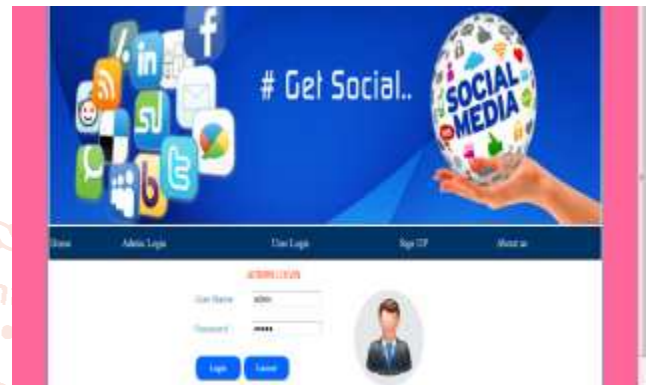 # Get Social..
SOCIAL
MEDIA
Home Admin Login User Login Sign UP About us
ADMIN LOGIN
User Name admin
Password •••••
Login Cancel